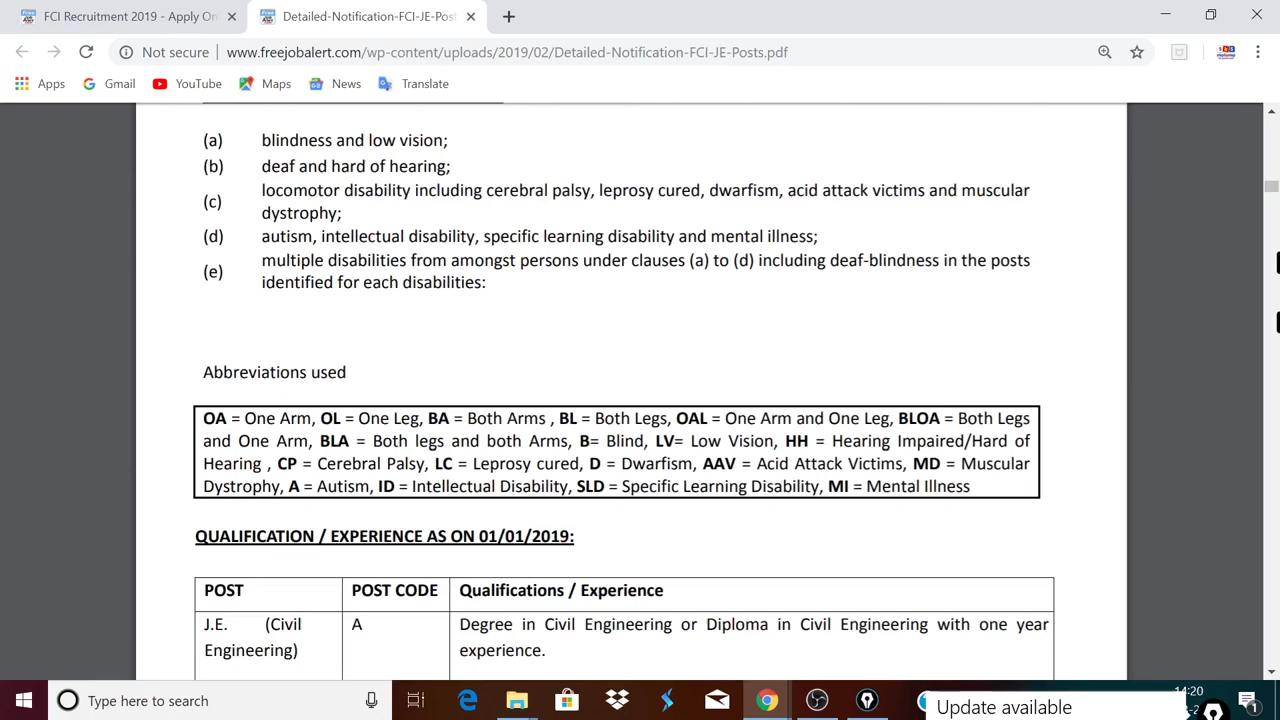 FCI Recruitment 2019 - Apply On
Detailed-Notification-FCI-JE-Post
Not secure
www.freejobalert.com/wp-content/uploads/2019/02/Detailed-Notification-FCI-JE-Posts.pdf
Apps
Gmail
YouTube
Maps
News
Translate
(a) blindness and low vision;
(b) deaf and hard of hearing;
(c) locomotor disability including cerebral palsy, leprosy cured, dwarfism, acid attack victims and muscular
dystrophy;
(d) autism, intellectual disability, specific learning disability and mental illness;
(e) multiple disabilities from amongst persons under clauses (a) to (d) including deaf-blindness in the posts
identified for each disabilities:
Abbreviations used
OA = One Arm, OL = One Leg, BA = Both Arms , BL = Both Legs, OAL = One Arm and One Leg, BLOA = Both Legs
and One Arm, BLA = Both legs and both Arms, B= Blind, LV= Low Vision, HH = Hearing Impaired/Hard of
Hearing , CP = Cerebral Palsy, LC = Leprosy cured, D = Dwarfism, AAV = Acid Attack Victims, MD = Muscular
Dystrophy, A = Autism, ID = Intellectual Disability, SLD = Specific Learning Disability, MI = Mental Illness
QUALIFICATION / EXPERIENCE AS ON 01/01/2019:
POST POST CODE Qualifications / Experience
J.E. (Civil Engineering) A Degree in Civil Engineering or Diploma in Civil Engineering with one year
experience.
Type here to search
14:20
Update available
1